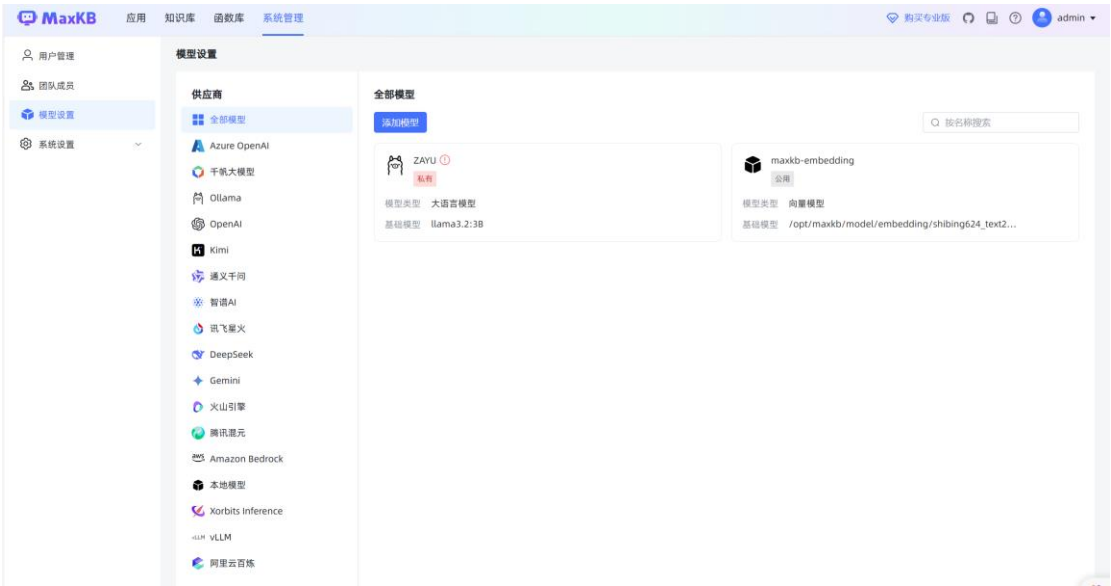 MaxKB 应用 知识库 函数库 系统管理 购买专业版 admin
用户管理
团队成员
模型设置
系统设置
模型设置
供应商
全部模型
Azure OpenAI
千帆大模型
Ollama
OpenAI
Kimi
通义千问
智谱AI
讯飞星火
DeepSeek
Gemini
火山引擎
腾讯混元
aws Amazon Bedrock
本地模型
Xorbits Inference
vLLM vLLM
阿里云百炼
全部模型
添加模型 按名称搜索
ZAYU
私有
模型类型 大语言模型
基础模型 llama3.2:3B
maxkb-embedding
公用
模型类型 向量模型
基础模型 /opt/maxkb/model/embedding/shibing624_text2...